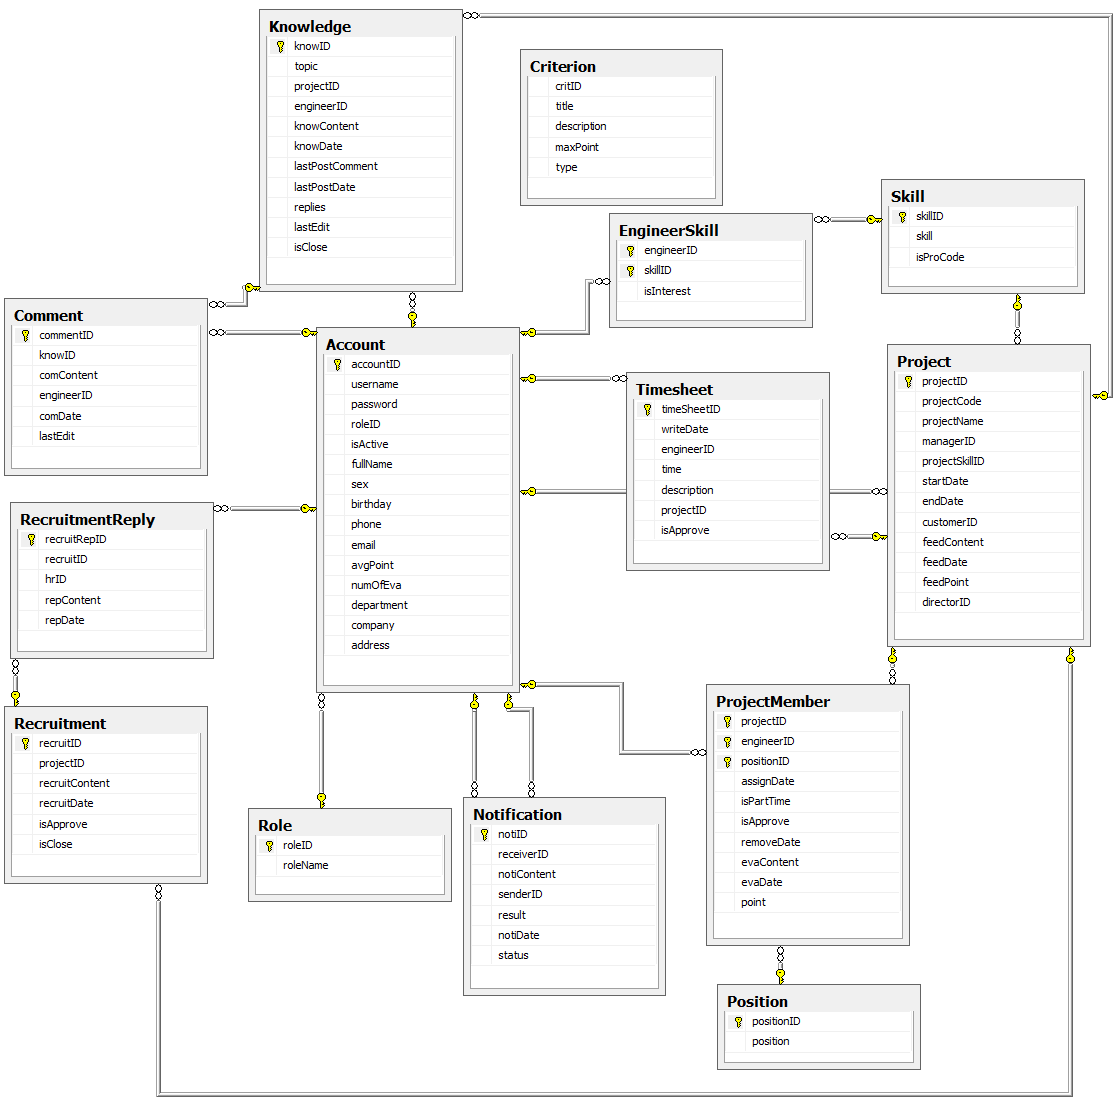 Knowledge
knowID
topic
projectID
engineerID
knowContent
knowDate
lastPostComment
lastPostDate
replies
lastEdit
isClose
Criterion
critID
title
description
maxPoint
type
Skill
skillID
skill
isProCode
EngineerSkill
engineerID
skillID
isInterest
Comment
commentID
knowID
comContent
engineerID
comDate
lastEdit
Account
accountID
username
password
roleID
isActive
fullName
sex
birthday
phone
email
avgPoint
numOfEva
department
company
address
Timesheet
timeSheetID
writeDate
engineerID
time
description
projectID
isApprove
Project
projectID
projectCode
projectName
managerID
projectSkillID
startDate
endDate
customerID
feedContent
feedDate
feedPoint
directorID
RecruitmentReply
recruitRepID
recruitID
hrID
repContent
repDate
Recruitment
recruitID
projectID
recruitContent
recruitDate
isApprove
isClose
Role
roleID
roleName
Notification
notiID
receiverID
notiContent
senderID
result
notiDate
status
ProjectMember
projectID
engineerID
positionID
assignDate
isPartTime
isApprove
removeDate
evaContent
evaDate
point
Position
positionID
position